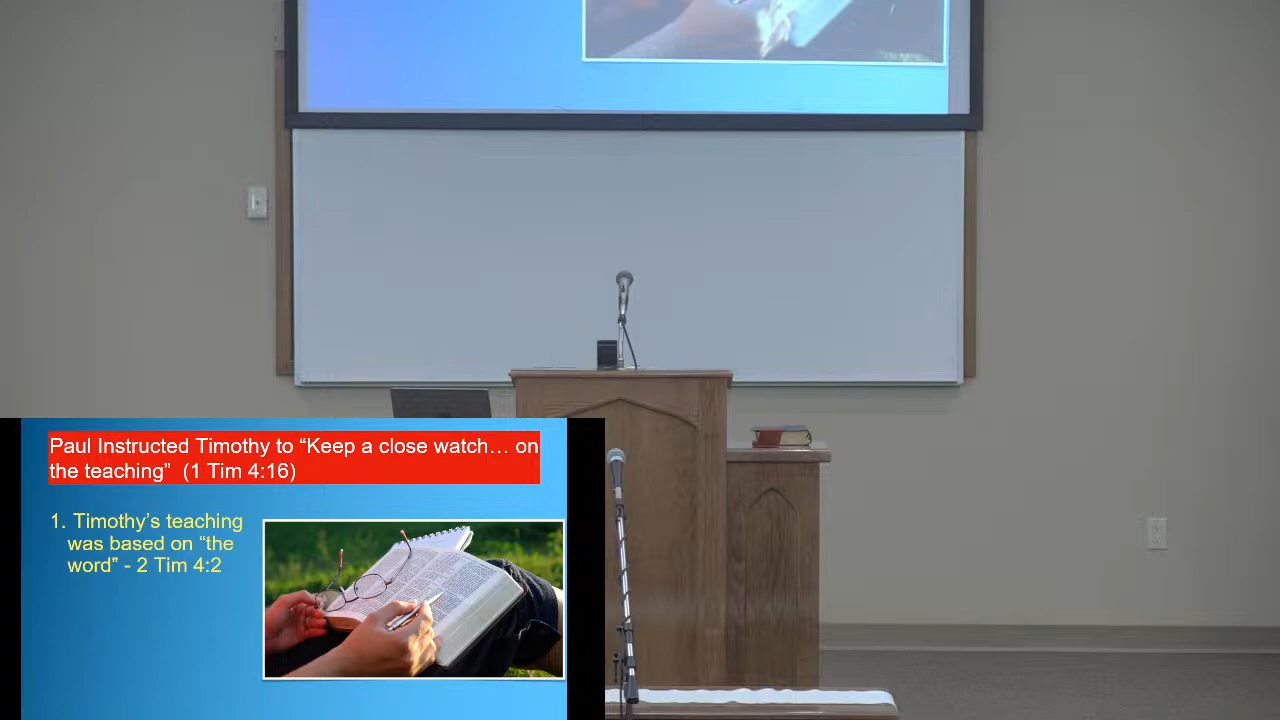 Paul Instructed Timothy to “Keep a close watch… on
the teaching”  (1 Tim 4:16)
1. Timothy’s teaching
was based on “the
word” - 2 Tim 4:2